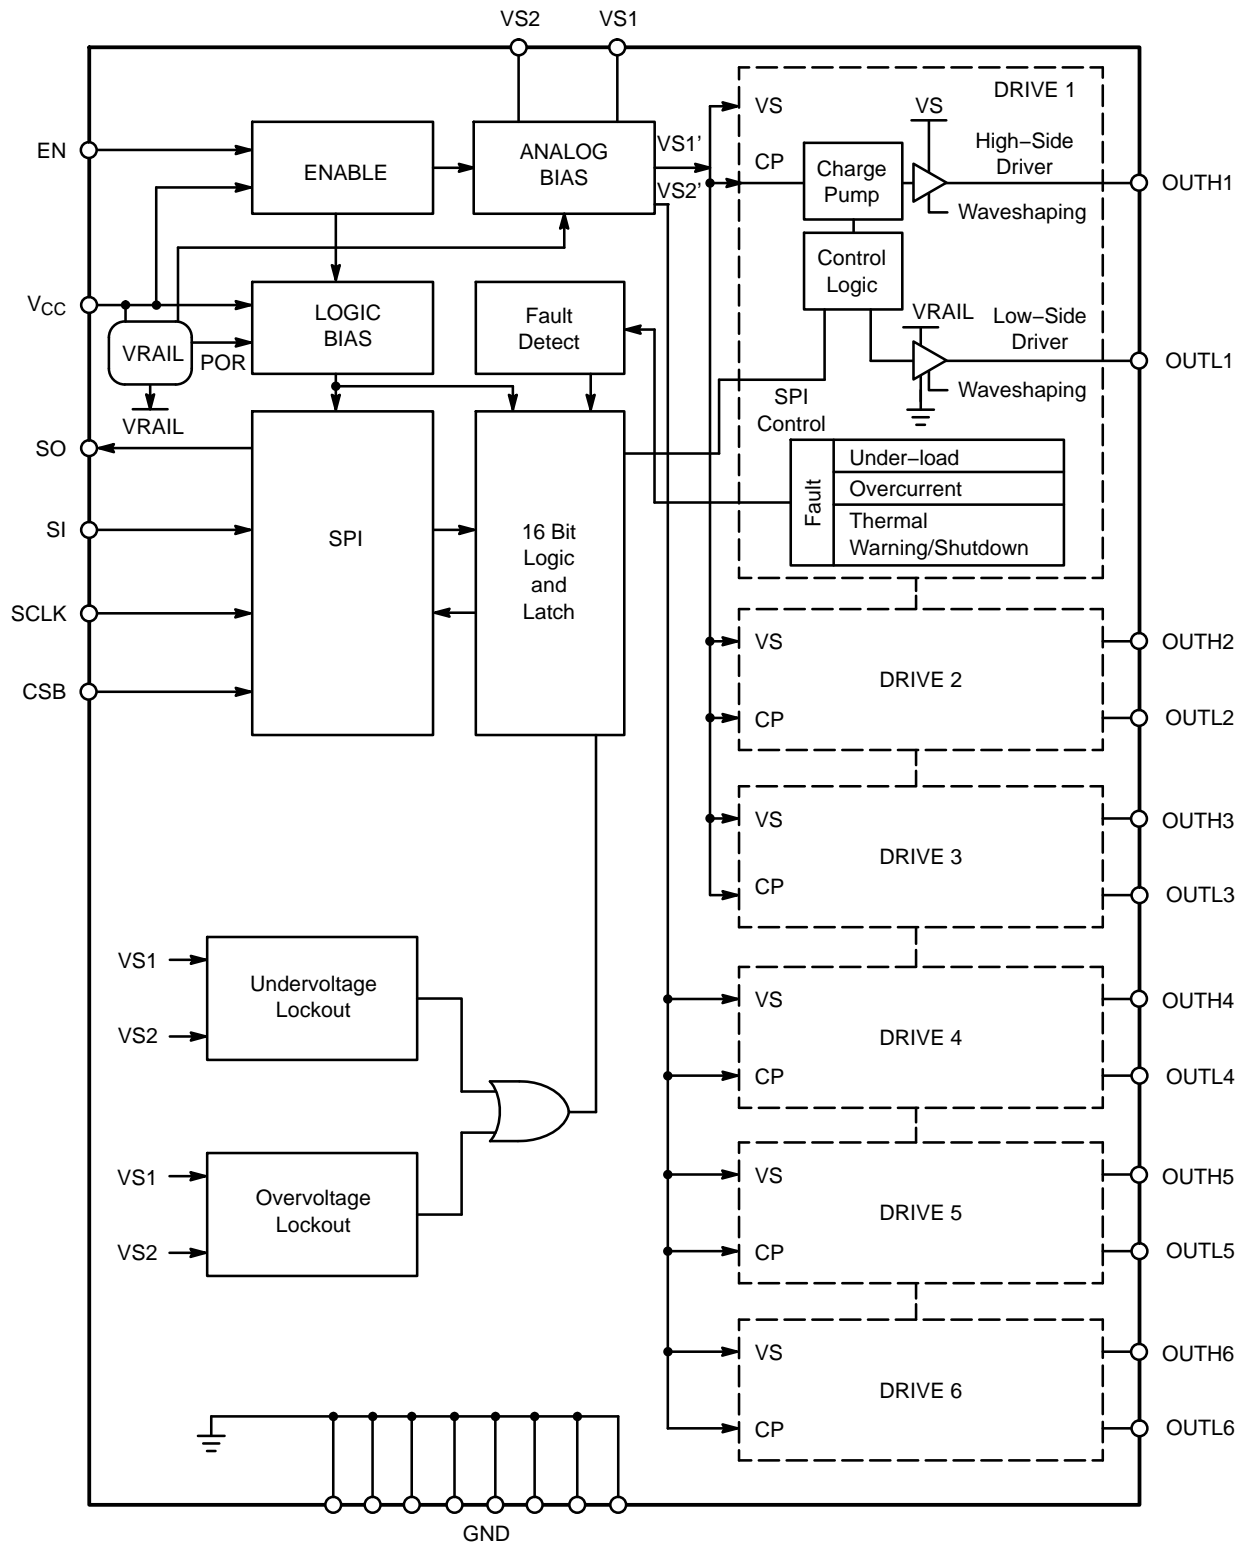 VS2
VS1
EN
ENABLE
ANALOG
BIAS
VS1’
VS2’
VCC
VRAIL
POR
VRAIL
LOGIC
BIAS
Fault
Detect
SO
SI
SCLK
CSB
SPI
16 Bit
Logic
and
Latch
DRIVE 1
VS
CP
Charge
Pump
Control
Logic
VS
High–Side
Driver
Waveshaping
VRAIL
Low–Side
Driver
Waveshaping
SPI
Control
Fault
Under–load
Overcurrent
Thermal
Warning/Shutdown
OUTH1
OUTL1
VS
DRIVE 2
CP
OUTH2
OUTL2
VS
DRIVE 3
CP
OUTH3
OUTL3
VS1
VS2
Undervoltage
Lockout
VS
DRIVE 4
CP
OUTH4
OUTL4
VS1
VS2
Overvoltage
Lockout
VS
DRIVE 5
CP
OUTH5
OUTL5
VS
DRIVE 6
CP
OUTH6
OUTL6
GND